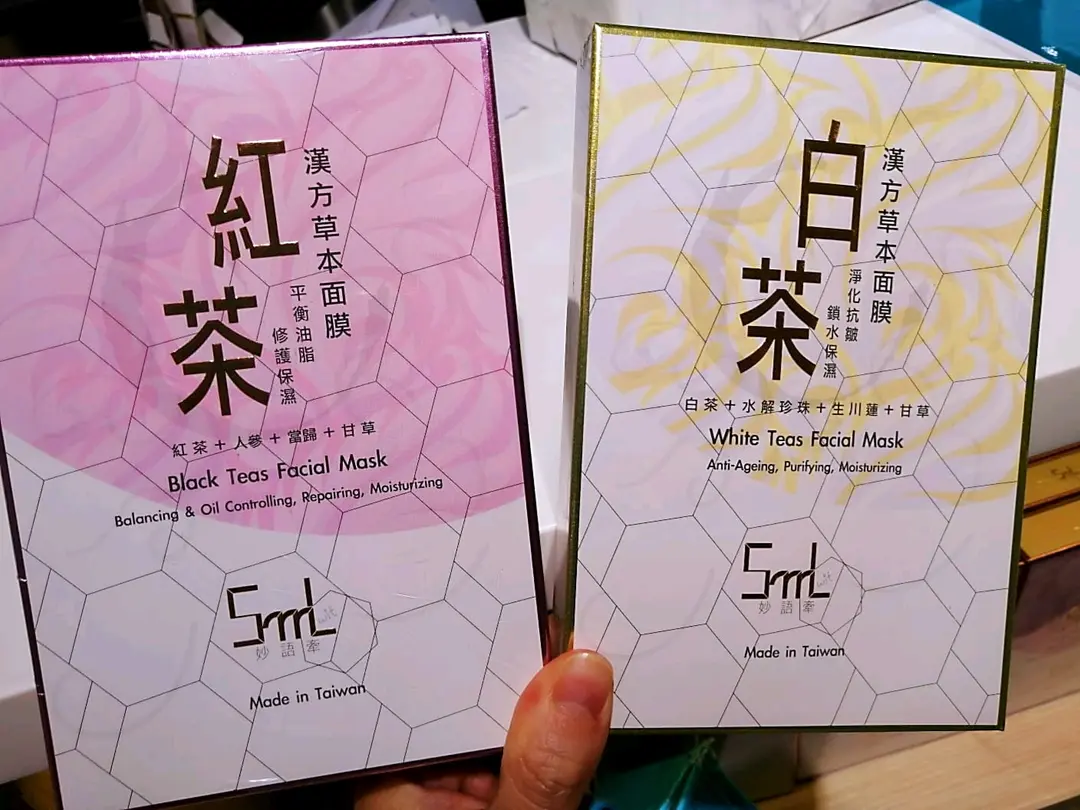 紅茶
漢方草本面膜
平衡油脂
修護保濕
紅茶+人參+當歸+甘草
Black Teas Facial Mask
Balancing & Oil Controlling, Repairing, Moisturizing
SmmL
妙語牽
Made in Taiwan
白茶
漢方草本面膜
淨化抗皺
鎖水保濕
白茶+水解珍珠+生川蓮+甘草
White Teas Facial Mask
Anti-Ageing, Purifying, Moisturizing
SmmL
妙語牽
Made in Taiwan